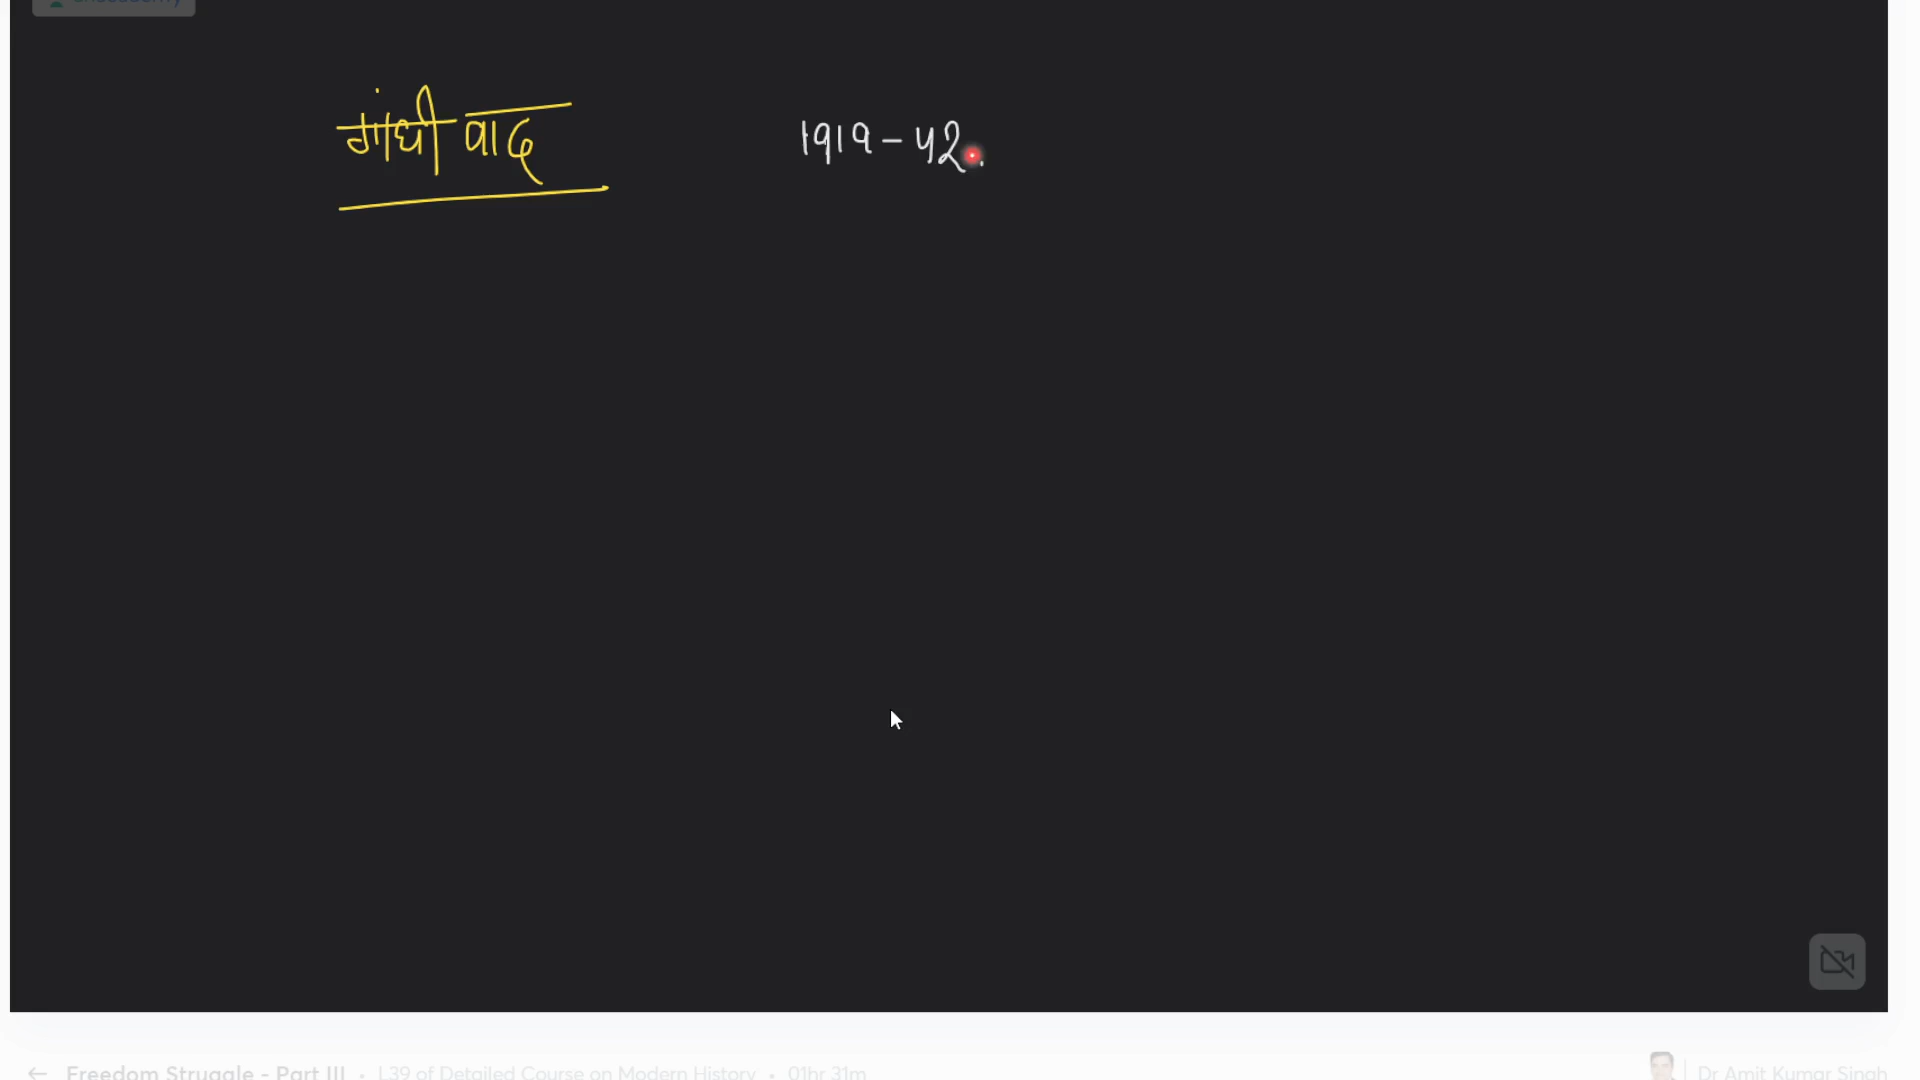 गांधी वाद 1919-42.
Freedom Struggle - Part III • L39 of Detailed Course on Modern History • 01hr 31m
Dr Amit Kumar Singh